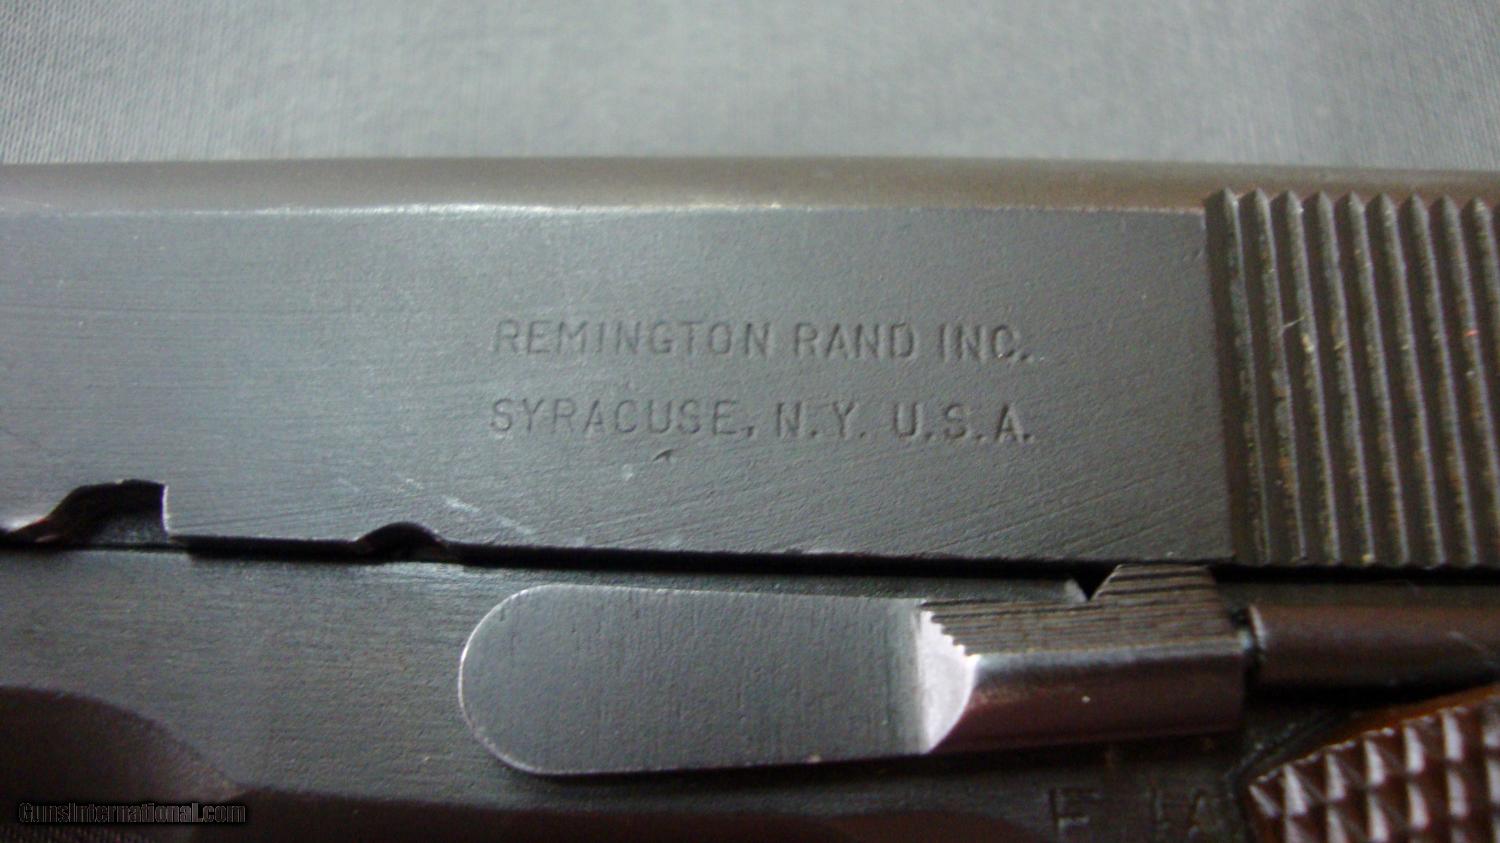 REMINGTON RAND INC.
SYRACUSE, N.Y. U.S.A.
GunsInternational.com